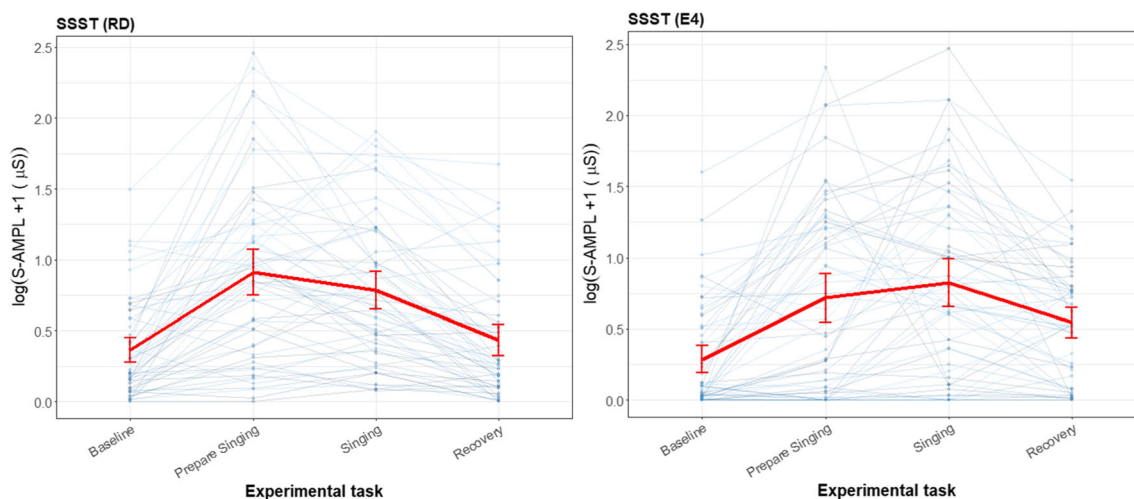 SSST (RD)
log(S-AMPL +1 ( μS))
2.5
2.0
1.5
1.0
0.5
0.0
Baseline
Prepare Singing
Singing
Recovery
Experimental task
SSST (E4)
log(S-AMPL +1 ( μS))
2.5
2.0
1.5
1.0
0.5
0.0
Baseline
Prepare Singing
Singing
Recovery
Experimental task